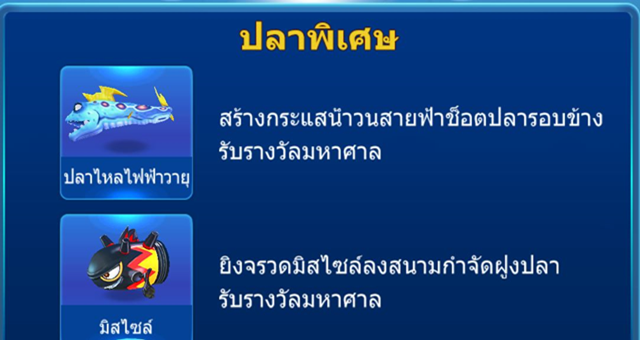 ปลาพิเศษ
สร้างกระแสน้ำวนสายฟ้าช็อตปลารอบข้าง
รับรางวัลมหาศาล
ปลาไหลไฟฟ้าวายุ
ยิงจรวดมิสไซล์ลงสนามกำจัดฝูงปลา
รับรางวัลมหาศาล
มิสไซล์